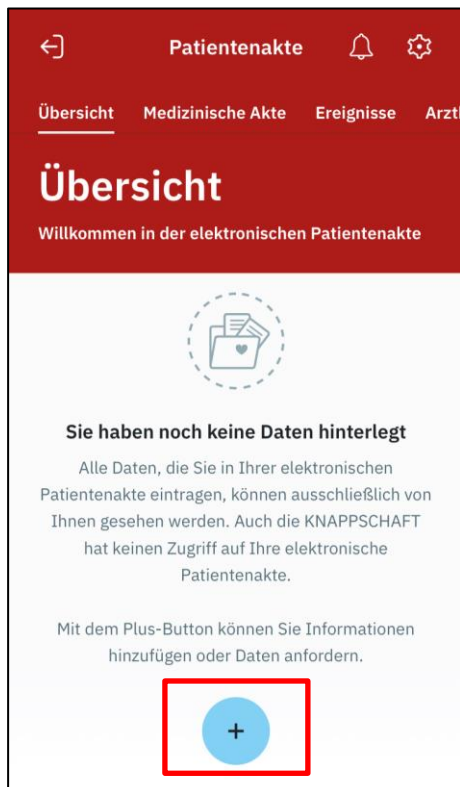 Patientenakte
Übersicht Medizinische Akte Ereignisse Arzt
Übersicht
Willkommen in der elektronischen Patientenakte
Sie haben noch keine Daten hinterlegt
Alle Daten, die Sie in Ihrer elektronischen
Patientenakte eintragen, können ausschließlich von
Ihnen gesehen werden. Auch die KNAPPSCHAFT
hat keinen Zugriff auf Ihre elektronische
Patientenakte.
Mit dem Plus-Button können Sie Informationen
hinzufügen oder Daten anfordern.
+